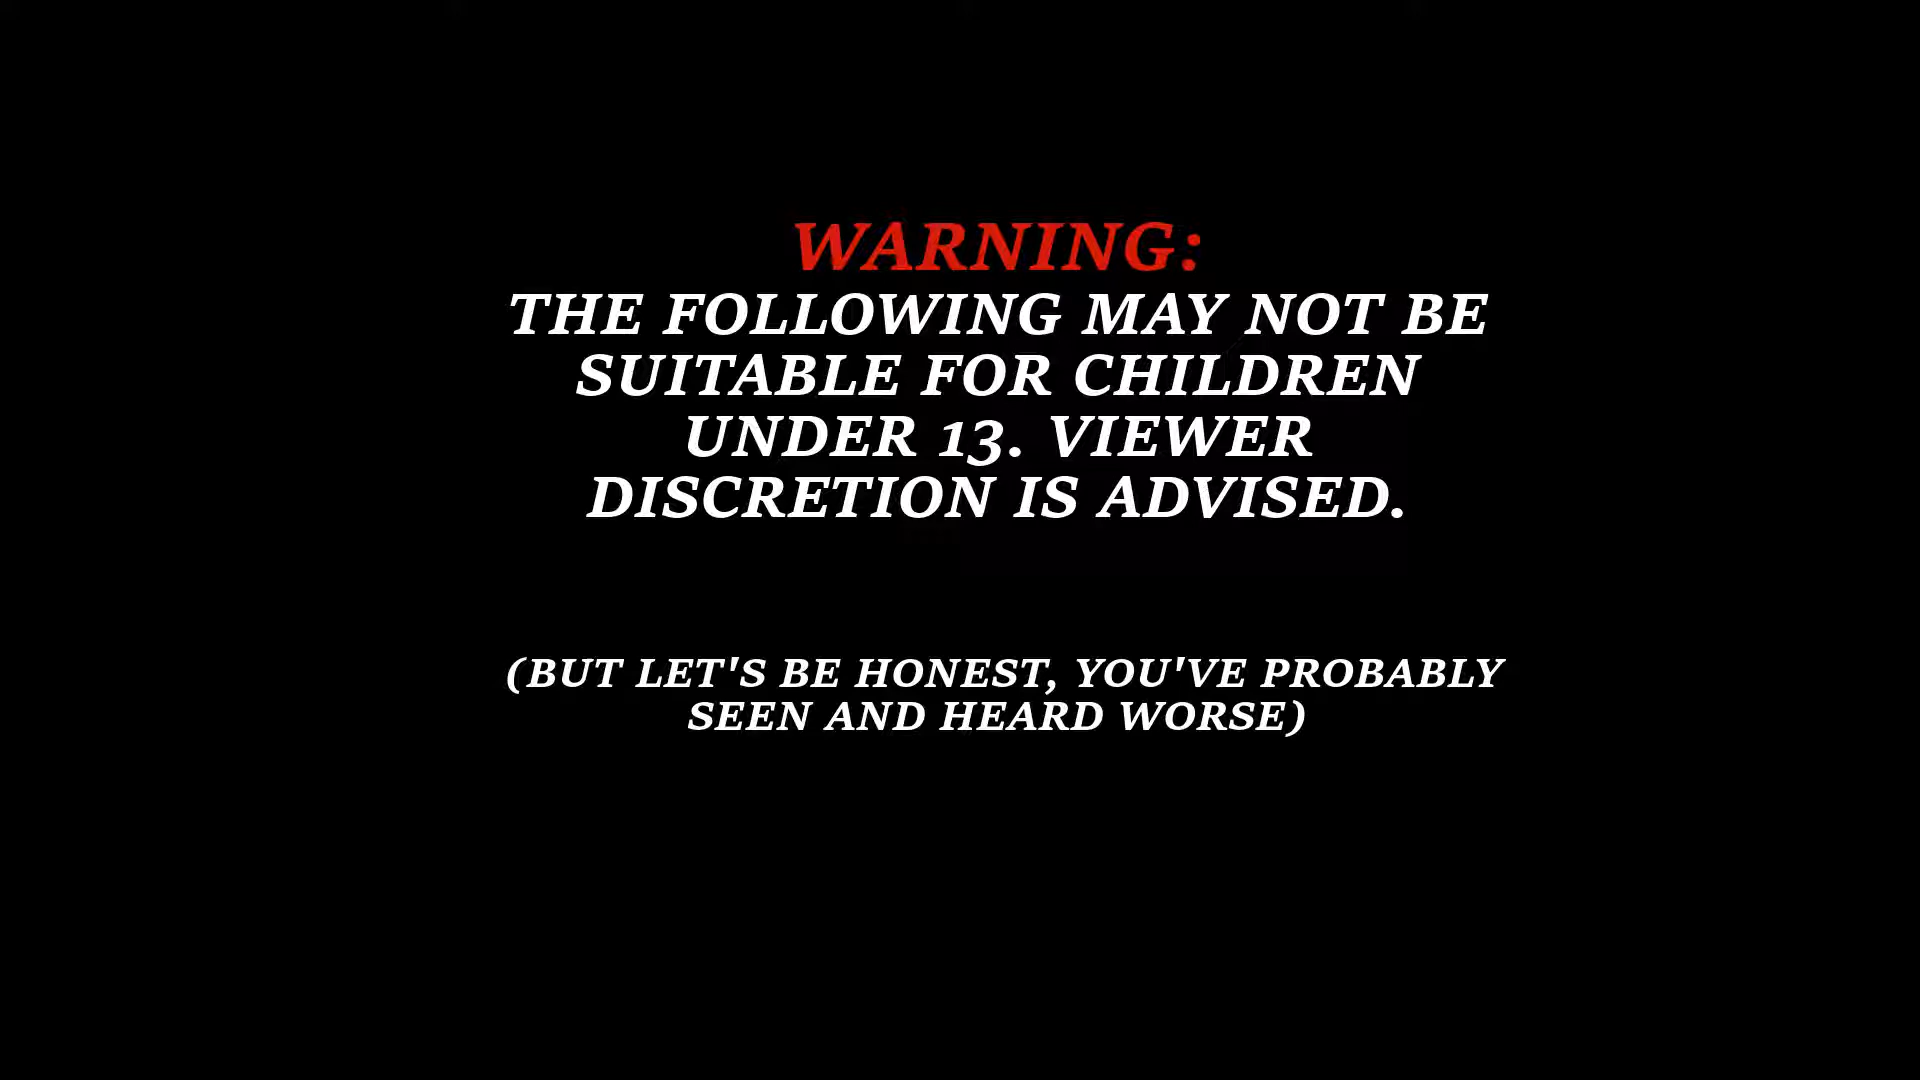 WARNING:
THE FOLLOWING MAY NOT BE
SUITABLE FOR CHILDREN
UNDER 13. VIEWER
DISCRETION IS ADVISED.
(BUT LET'S BE HONEST, YOU'VE PROBABLY
SEEN AND HEARD WORSE)